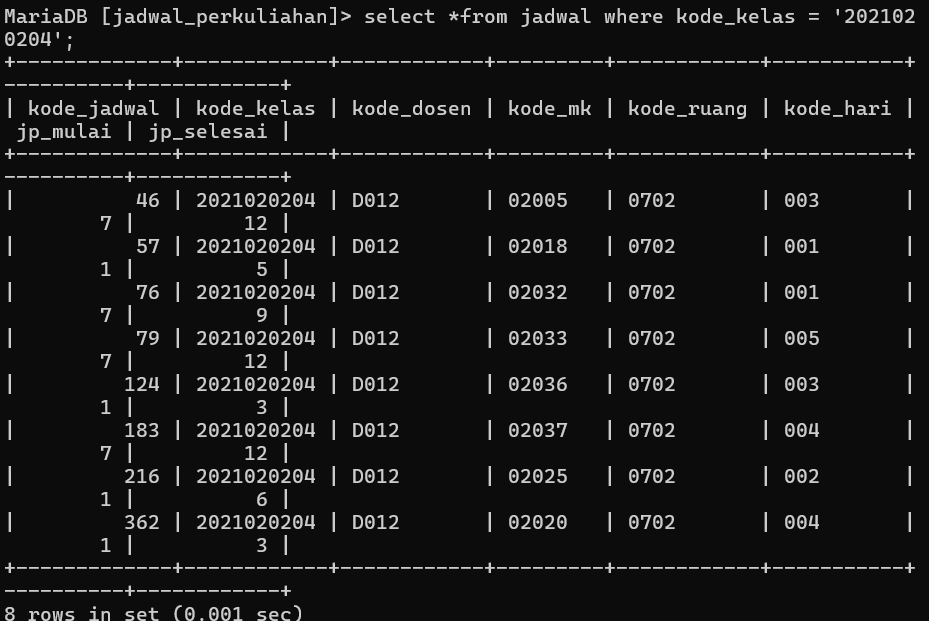 MariaDB [jadwal_perkuliahan]> select *from jadwal where kode_kelas = '202102
0204';
+-------------+------------+------------+---------+------------+-----------+
----------+------------+
| kode_jadwal | kode_kelas | kode_dosen | kode_mk | kode_ruang | kode_hari |
 jp_mulai | jp_selesai |
+-------------+------------+------------+---------+------------+-----------+
----------+------------+
|          46 | 2021020204 | D012       | 02005   | 0702       | 003       |
        7 |         12 |
|          57 | 2021020204 | D012       | 02018   | 0702       | 001       |
        1 |          5 |
|          76 | 2021020204 | D012       | 02032   | 0702       | 001       |
        7 |          9 |
|          79 | 2021020204 | D012       | 02033   | 0702       | 005       |
        7 |         12 |
|         124 | 2021020204 | D012       | 02036   | 0702       | 003       |
        1 |          3 |
|         183 | 2021020204 | D012       | 02037   | 0702       | 004       |
        7 |         12 |
|         216 | 2021020204 | D012       | 02025   | 0702       | 002       |
        1 |          6 |
|         362 | 2021020204 | D012       | 02020   | 0702       | 004       |
        1 |          3 |
+-------------+------------+------------+---------+------------+-----------+
----------+------------+
8 rows in set (0.001 sec)